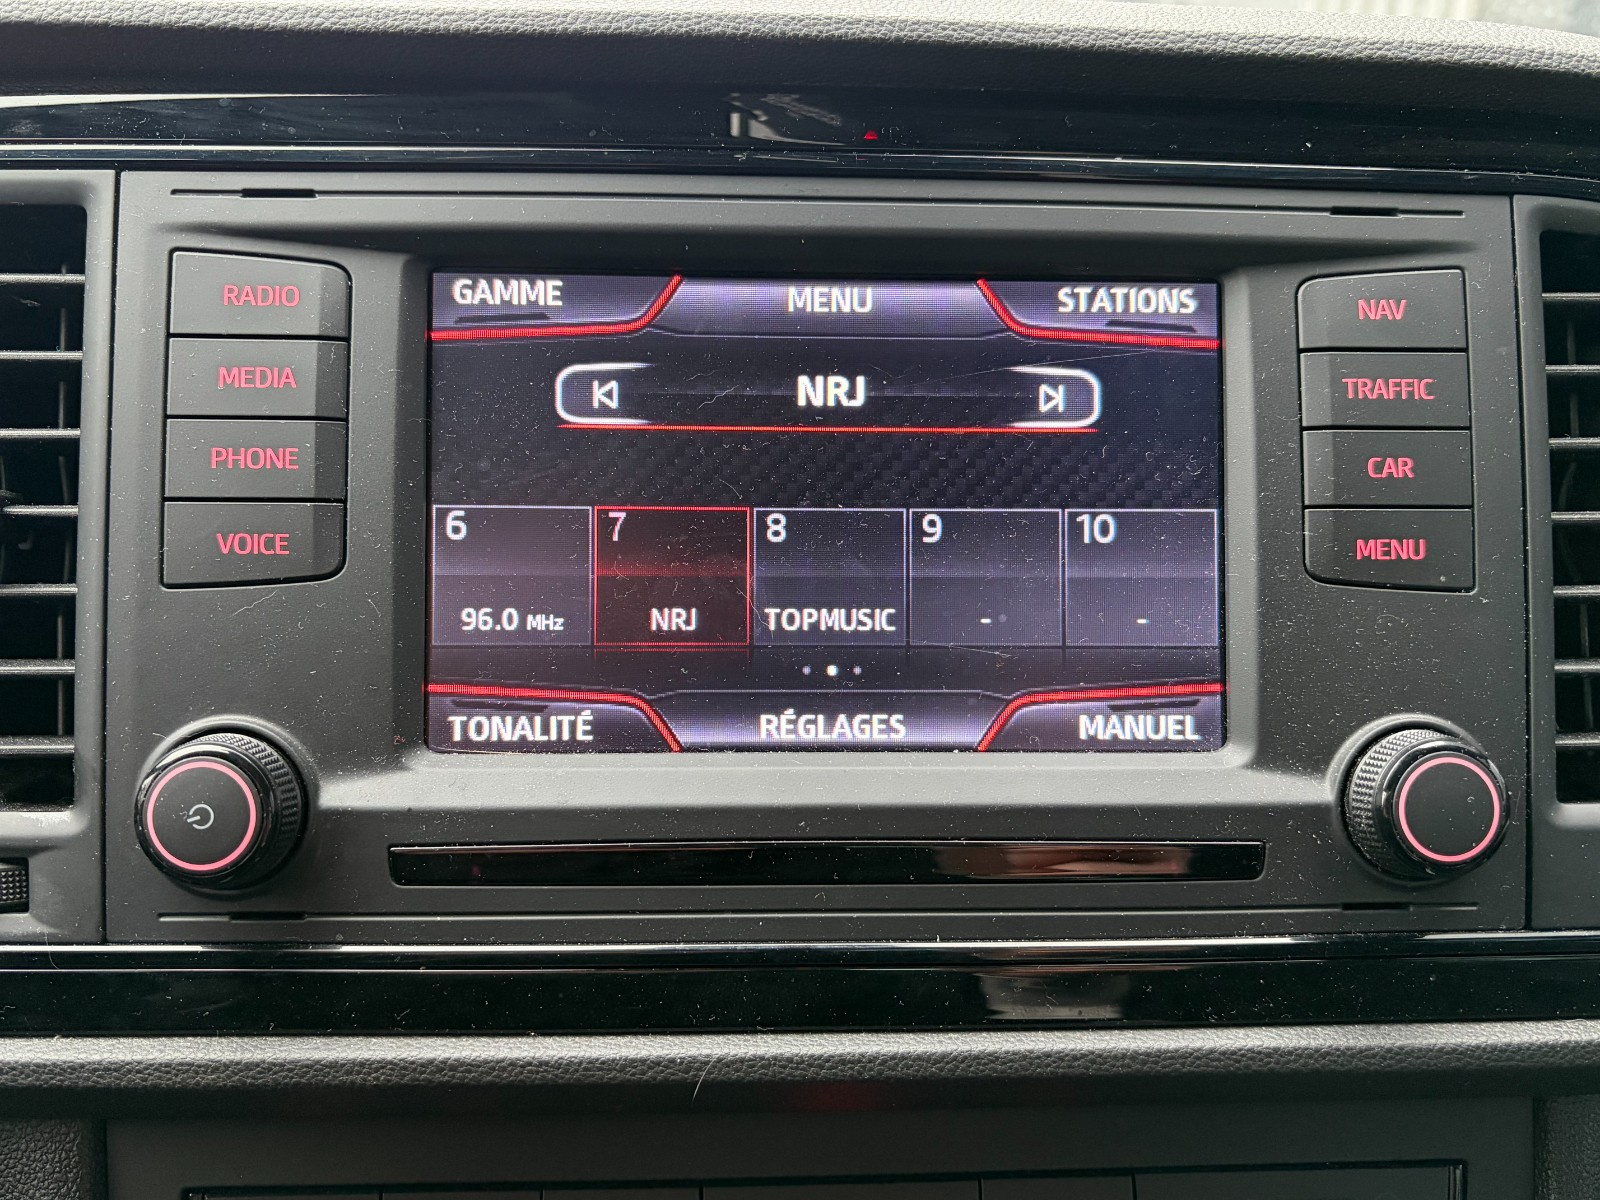 RADIO
MEDIA
PHONE
VOICE
GAMME MENU STATIONS
NRJ
6 7 8 9 10
96.0 MHz NRJ TOPMUSIC - -
TONALITÉ RÉGLAGES MANUEL
NAV
TRAFFIC
CAR
MENU